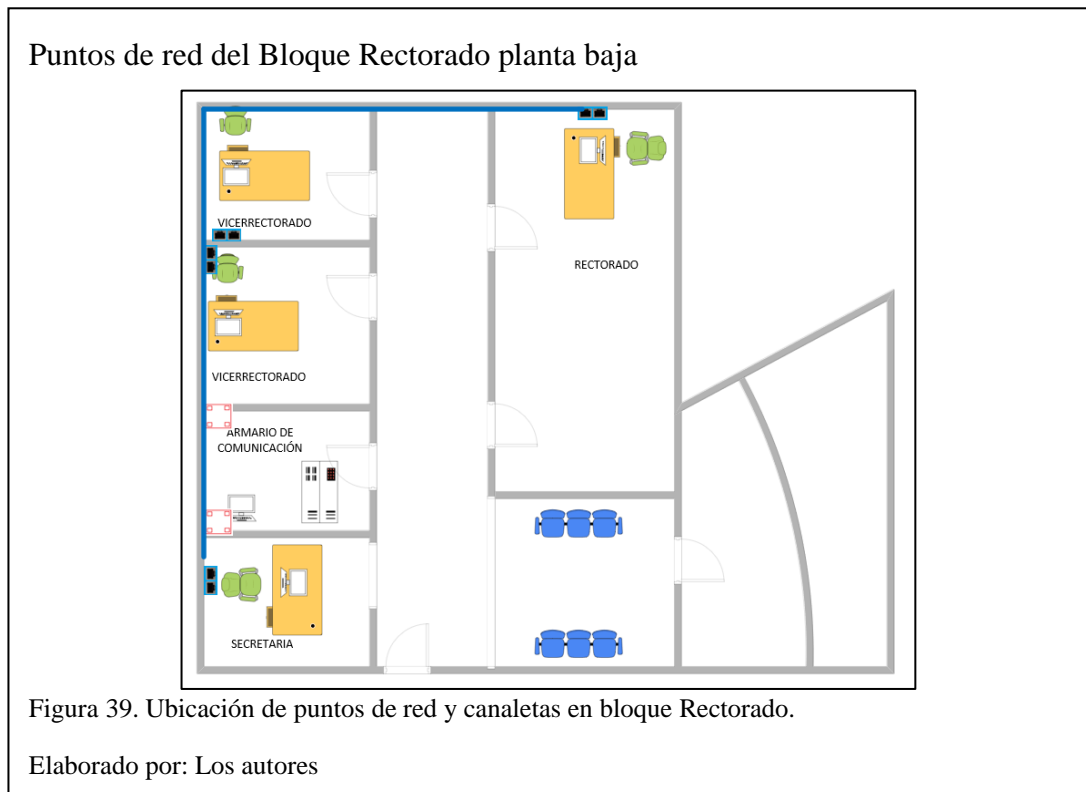 Puntos de red del Bloque Rectorado planta baja
VICERRECTORADO
RECTORADO
VICERRECTORADO
ARMARIO DE
COMUNICACIÓN
SECRETARIA
Figura 39. Ubicación de puntos de red y canaletas en bloque Rectorado.
Elaborado por: Los autores